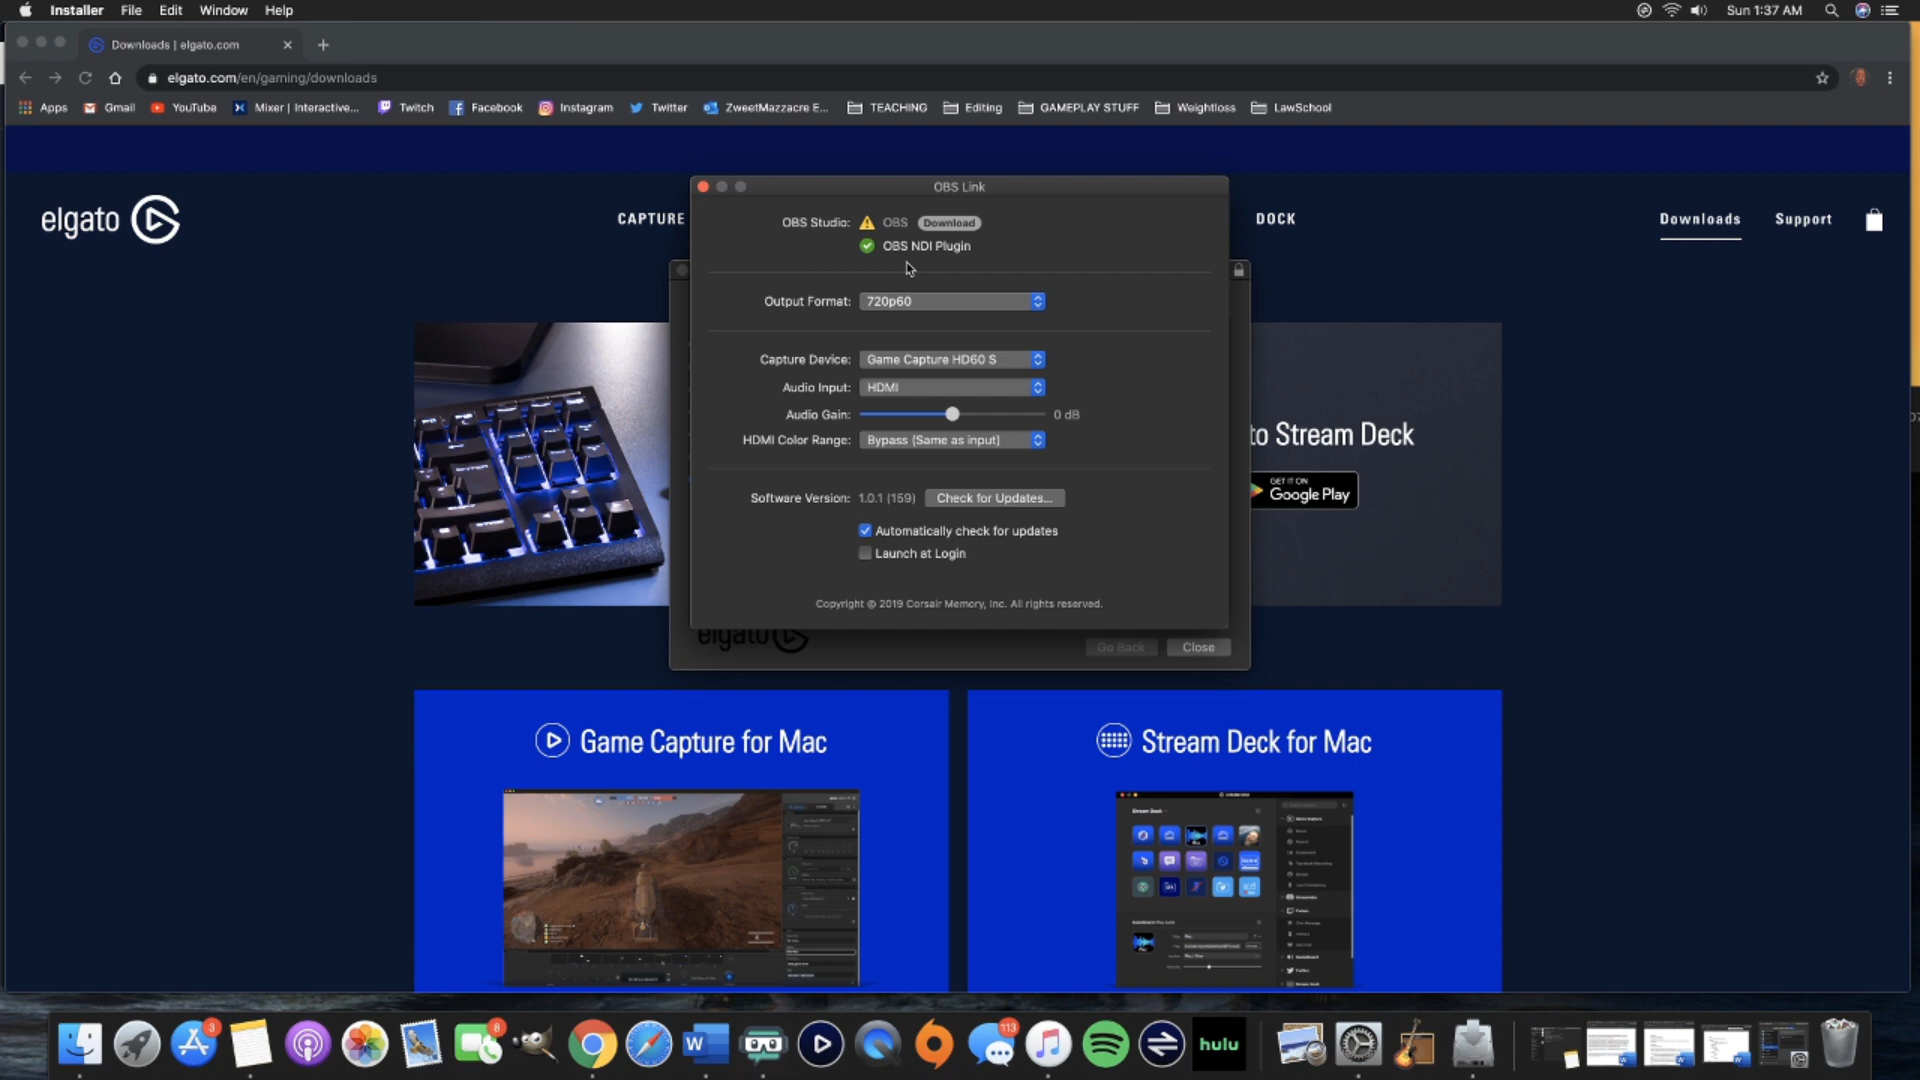 Installer File Edit Window Help Sun 1:37 AM
Downloads | elgato.com
elgato.com/en/gaming/downloads
Apps Gmail YouTube Mixer | Interactive... Twitch Facebook Instagram Twitter ZweetMazzacre E... TEACHING Editing GAMEPLAY STUFF Weightloss LawSchool
elgato CAPTURE DOCK Downloads Support
OBS Link
OBS Studio: OBS Download
OBS NDI Plugin
Output Format: 720p60
Capture Device: Game Capture HD60 S
Audio Input: HDMI
Audio Gain: 0 dB
HDMI Color Range: Bypass (Same as input)
Software Version: 1.0.1 (159) Check for Updates...
Automatically check for updates
Launch at Login
Copyright © 2019 Corsair Memory, Inc. All rights reserved.
to Stream Deck
GET IT ON
Google Play
elgato
Go Back Close
Game Capture for Mac Stream Deck for Mac
3 8 W 113 hulu